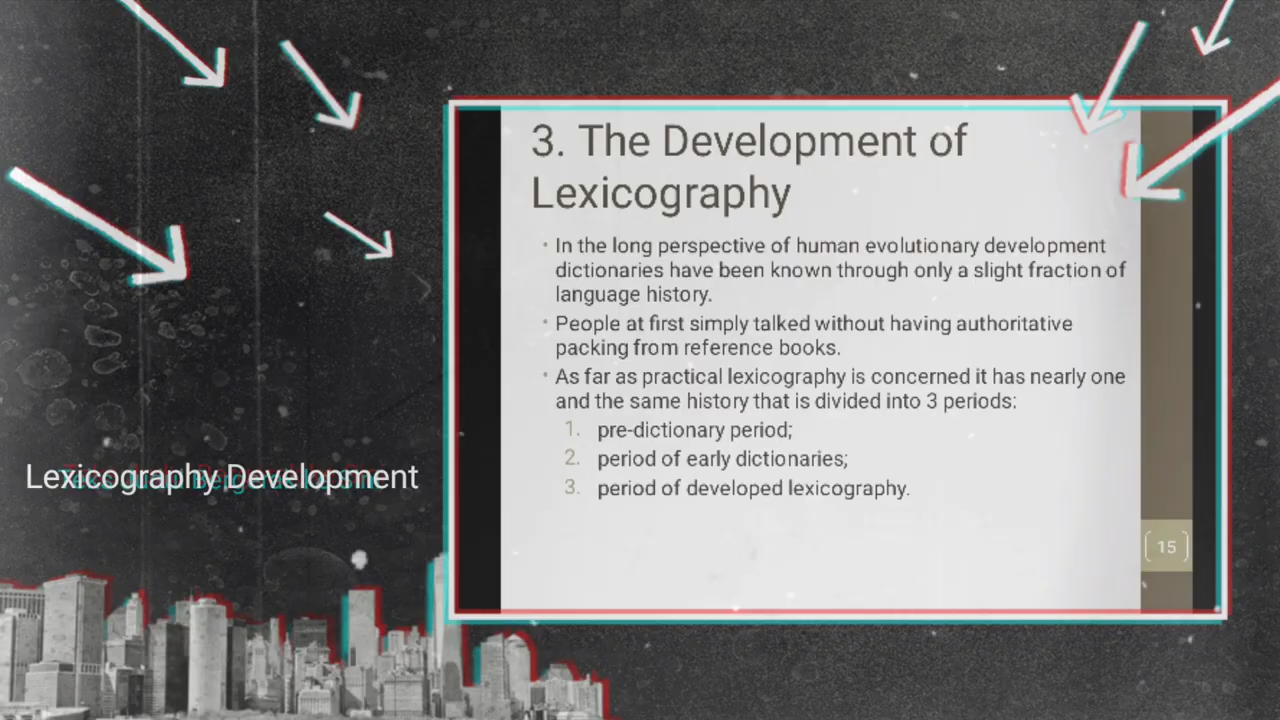 3. The Development of
Lexicography
• In the long perspective of human evolutionary development
dictionaries have been known through only a slight fraction of
language history.
• People at first simply talked without having authoritative
packing from reference books.
• As far as practical lexicography is concerned it has nearly one
and the same history that is divided into 3 periods:
1. pre-dictionary period;
2. period of early dictionaries;
3. period of developed lexicography.
15
Lexicography Development